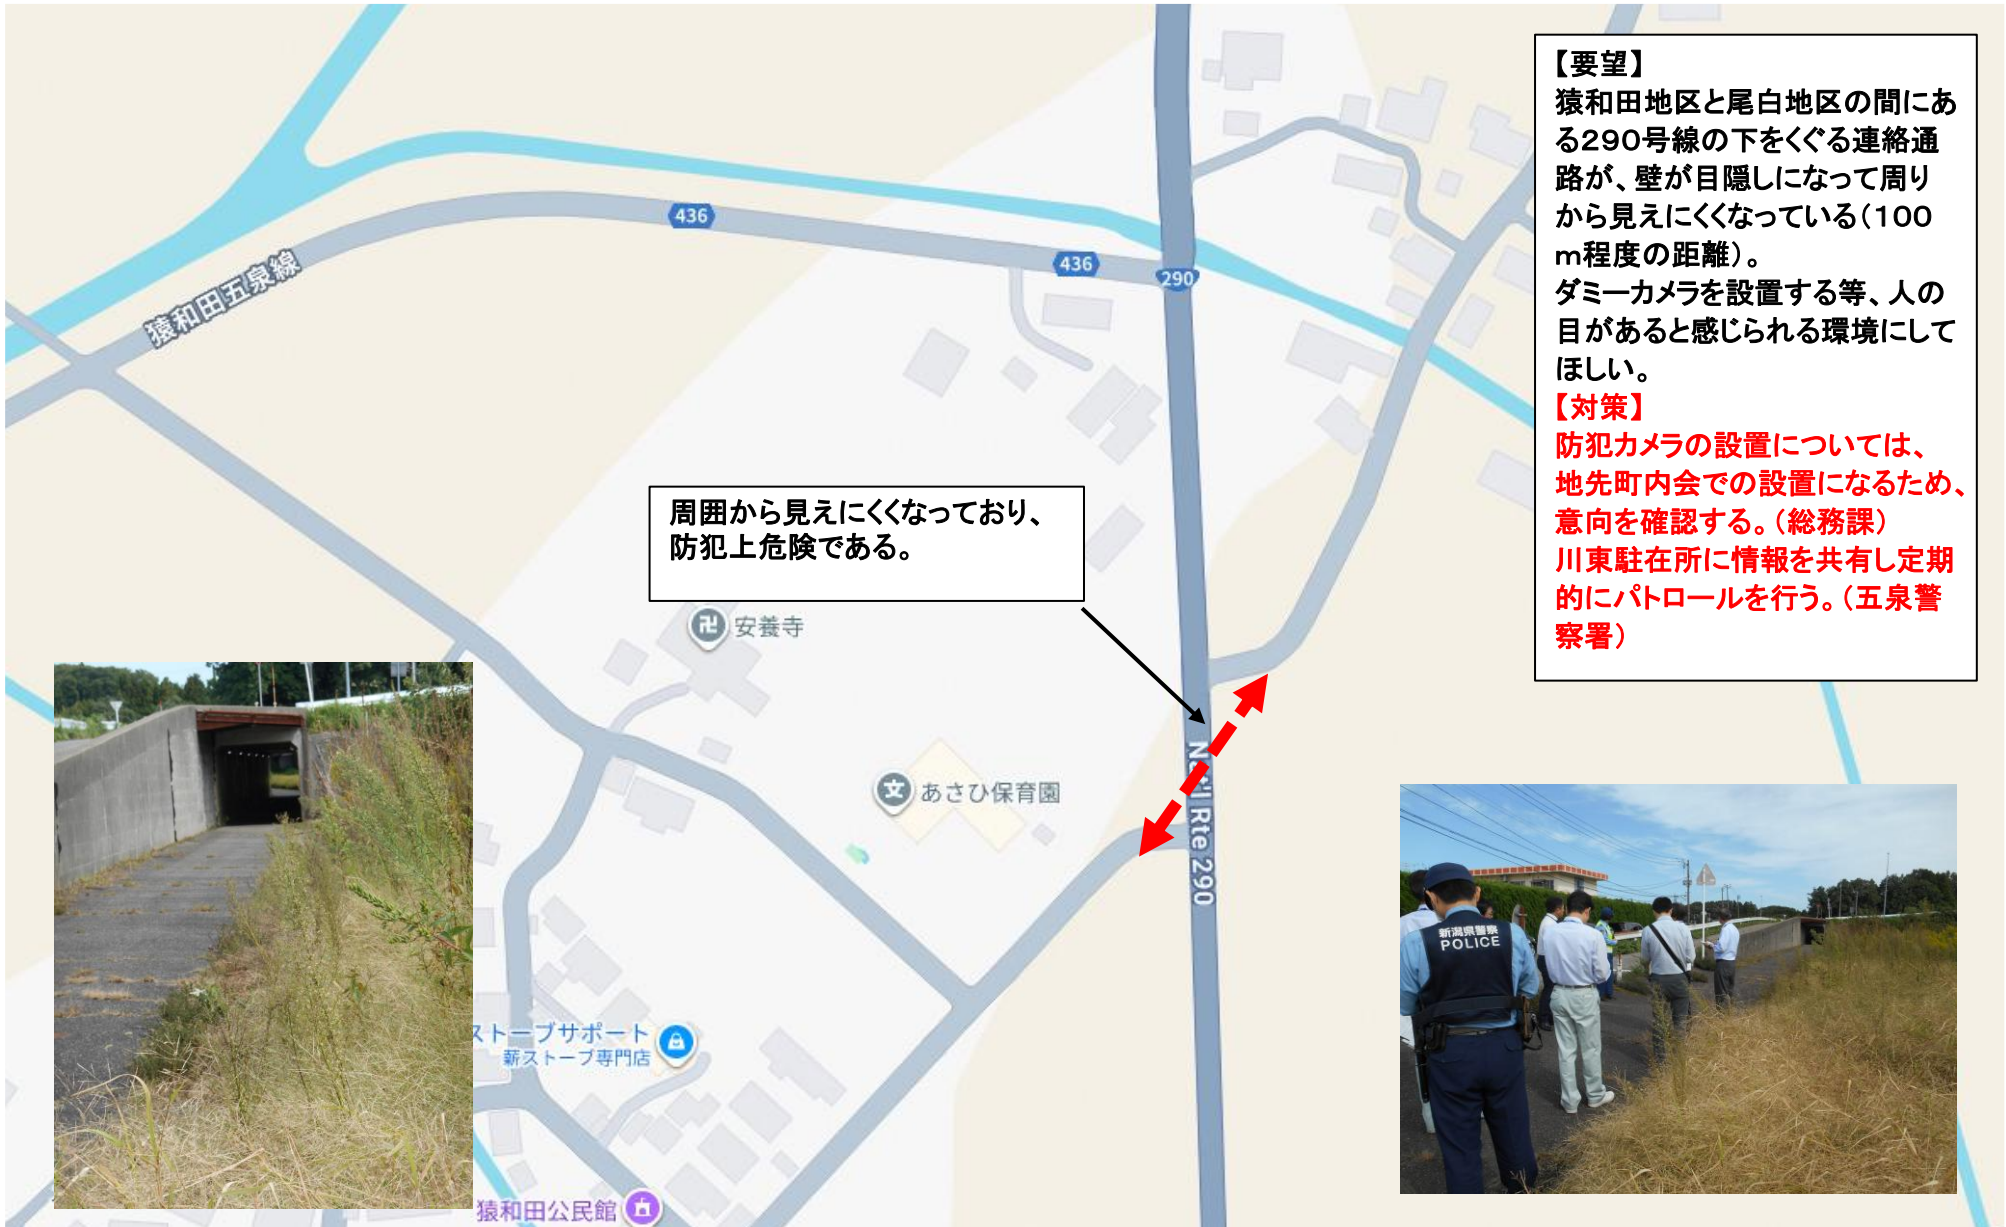 【要望】
猿和田地区と尾白地区の間にあ
る290号線の下をくぐる連絡通
路が、壁が目隠しになって周り
から見えにくくなっている(100
m程度の距離)。
ダミーカメラを設置する等、人の
目があると感じられる環境にして
ほしい。
【対策】
防犯カメラの設置については、
地先町内会での設置になるため、
意向を確認する。(総務課)
川東駐在所に情報を共有し定期
的にパトロールを行う。(五泉警
察署)
436
436
290
猿和田五泉線
周囲から見えにくくなっており、
防犯上危険である。
安養寺
あさひ保育園
Nat'l Rte 290
新潟県警察
POLICE
ストーブサポート
薪ストーブ専門店
猿和田公民館